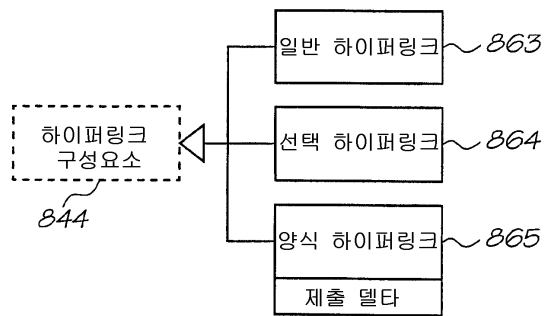 일반 하이퍼링크
863
하이퍼링크
구성요소
844
선택 하이퍼링크
864
양식 하이퍼링크
865
제출 델타